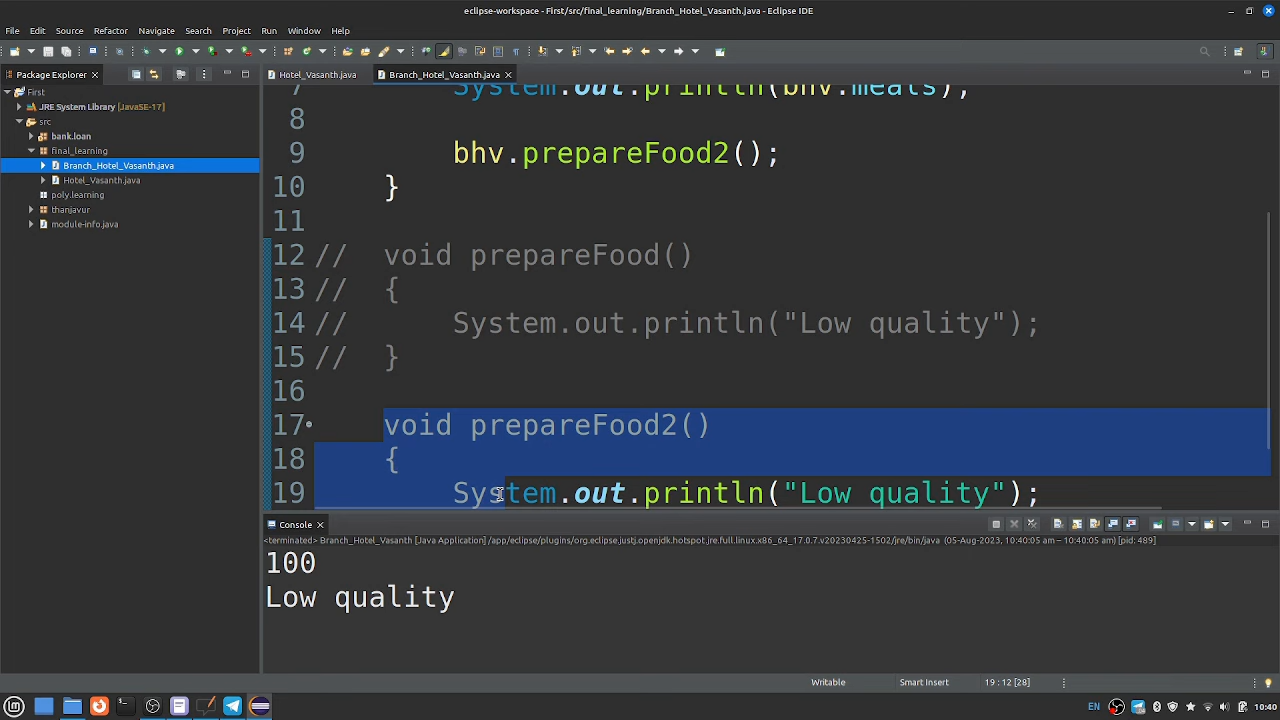 eclipse-workspace - First/src/final_learning/Branch_Hotel_Vasanth.java - Eclipse IDE
File Edit Source Refactor Navigate Search Project Run Window Help
Package Explorer
Hotel_Vasanth.java
Branch_Hotel_Vasanth.java
First
JRE System Library [JavaSE-17]
src
bank.loan
final_learning
Branch_Hotel_Vasanth.java
Hotel_Vasanth.java
poly.learning
thanjavur
module-info.java
7 System.out.println(bhv.meals);
8
9 bhv.prepareFood2();
10 }
11
12 // void prepareFood()
13 // {
14 // System.out.println("Low quality");
15 // }
16
17 void prepareFood2()
18 {
19 System.out.println("Low quality");
Console
<terminated> Branch_Hotel_Vasanth [Java Application] /app/eclipse/plugins/org.eclipse.justj.openjdk.hotspot.jre.full.linux.x86_64_17.0.7.v20230425-1502/jre/bin/java (05-Aug-2023, 10:40:05 am – 10:40:05 am) [pid: 489]
100
Low quality
Writable
Smart Insert
19 : 12 [28]
EN
10:40